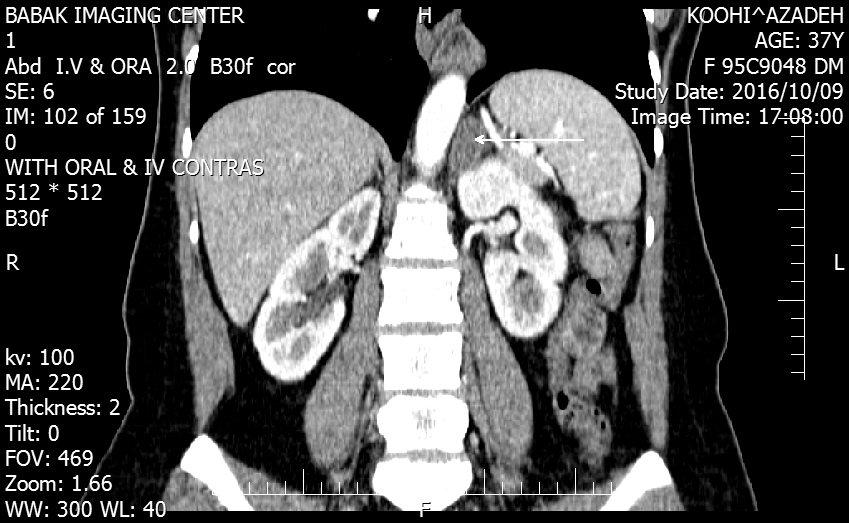 BABAK IMAGING CENTER
1
Abd I.V & ORA 2.0 B30f cor
SE: 6
IM: 102 of 159
0
WITH ORAL & IV CONTRAS
512 * 512
B30f
H
KOOHI^AZADEH
AGE: 37Y
F 95C9048 DM
Study Date: 2016/10/09
Image Time: 17:08:00
R
L
kv: 100
MA: 220
Thickness: 2
Tilt: 0
FOV: 469
Zoom: 1.66
WW: 300 WL: 40
F